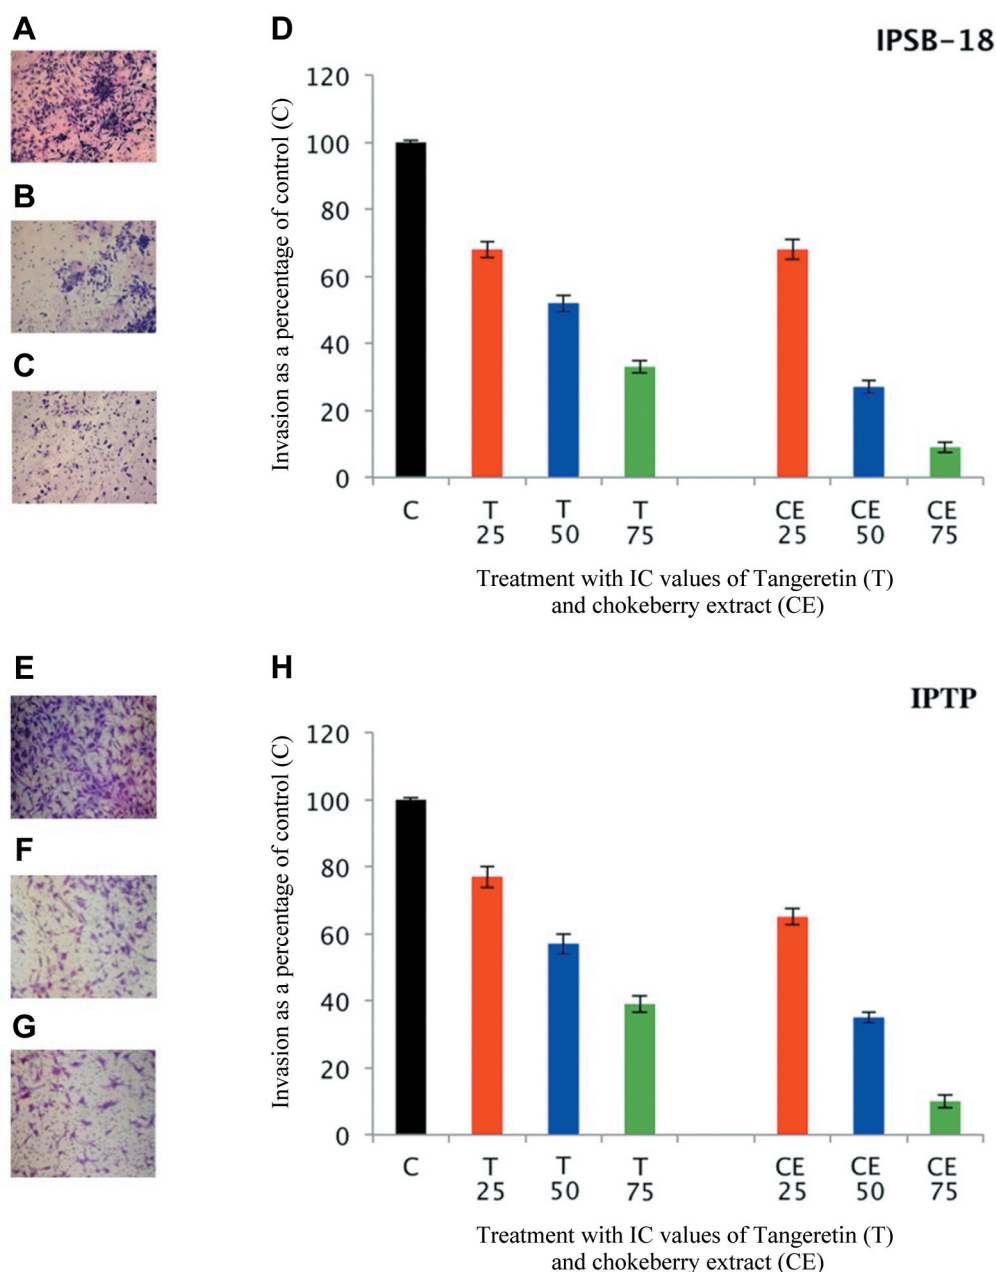 A
B
C
D
IPSB-18
Invasion as a percentage of control (C)
120
100
80
60
40
20
0
C T T T CE CE CE
25 50 75 25 50 75
Treatment with IC values of Tangeretin (T)
and chokeberry extract (CE)
E
F
G
H
IPTP
Invasion as a percentage of control (C)
120
100
80
60
40
20
0
C T T T CE CE CE
25 50 75 25 50 75
Treatment with IC values of Tangeretin (T)
and chokeberry extract (CE)